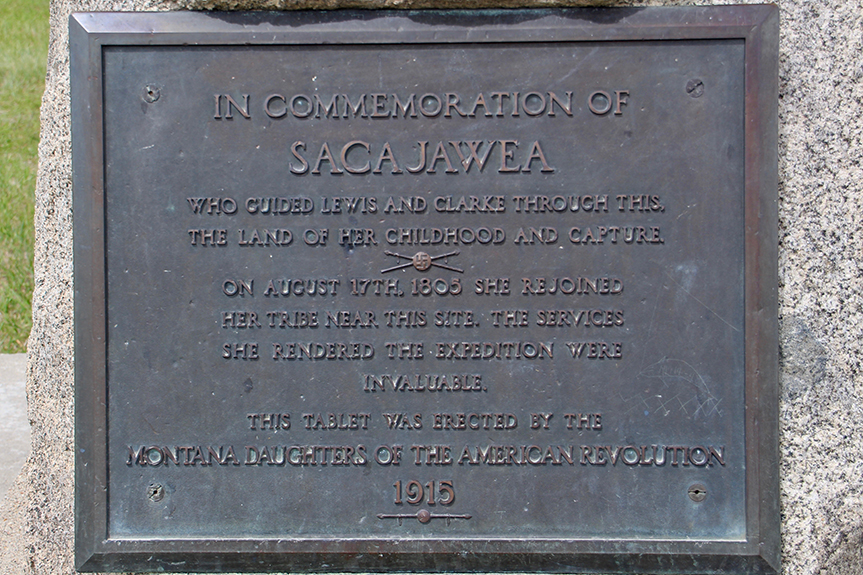 IN COMMEMORATION OF
SACAJAWEA
WHO GUIDED LEWIS AND CLARKE THROUGH THIS,
THE LAND OF HER CHILDHOOD AND CAPTURE.
ON AUGUST 17TH, 1805 SHE REJOINED
HER TRIBE NEAR THIS SITE. THE SERVICES
SHE RENDERED THE EXPEDITION WERE
INVALUABLE.
THIS TABLET WAS ERECTED BY THE
MONTANA DAUGHTERS OF THE AMERICAN REVOLUTION
1915